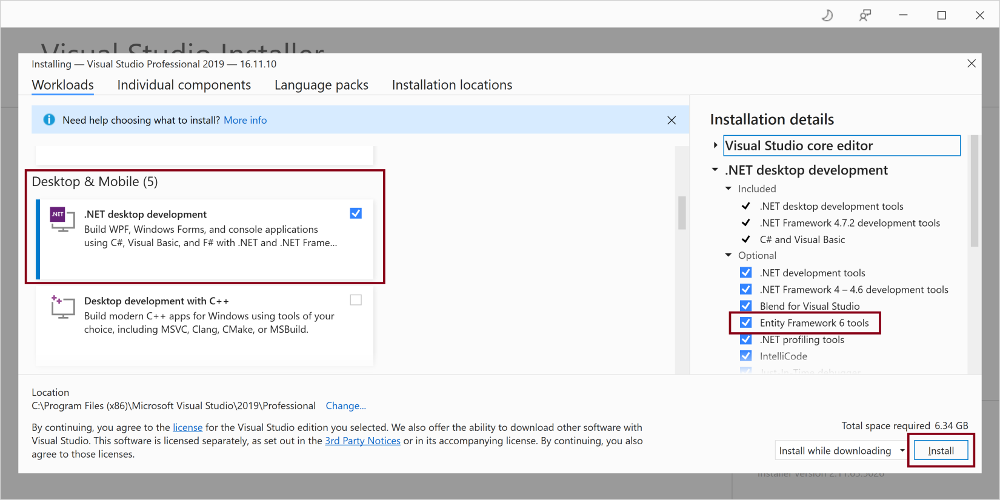 Visual Studio Installer
Installing — Visual Studio Professional 2019 — 16.11.10
Workloads
Individual components
Language packs
Installation locations
Need help choosing what to install? More info
Desktop & Mobile (5)
.NET
.NET desktop development
Build WPF, Windows Forms, and console applications
using C#, Visual Basic, and F# with .NET and .NET Frame...
Desktop development with C++
Build modern C++ apps for Windows using tools of your
choice, including MSVC, Clang, CMake, or MSBuild.
Installation details
Visual Studio core editor
.NET desktop development
Included
.NET desktop development tools
.NET Framework 4.7.2 development tools
C# and Visual Basic
Optional
.NET development tools
.NET Framework 4 – 4.6 development tools
Blend for Visual Studio
Entity Framework 6 tools
.NET profiling tools
IntelliCode
Just-In-Time debugger
Location
C:\Program Files (x86)\Microsoft Visual Studio\2019\Professional Change...
By continuing, you agree to the license for the Visual Studio edition you selected. We also offer the ability to download other software with
Visual Studio. This software is licensed separately, as set out in the 3rd Party Notices or in its accompanying license. By continuing, you also
agree to those licenses.
Total space required 6.34 GB
Install while downloading
Install
Installer version